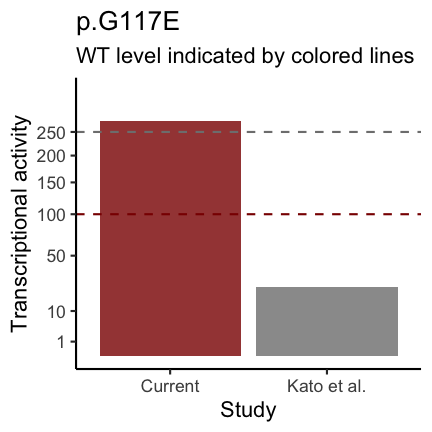 p.G117E
WT level indicated by colored lines
Transcriptional activity
250
200
150
100
50
10
1
Current
Kato et al.
Study